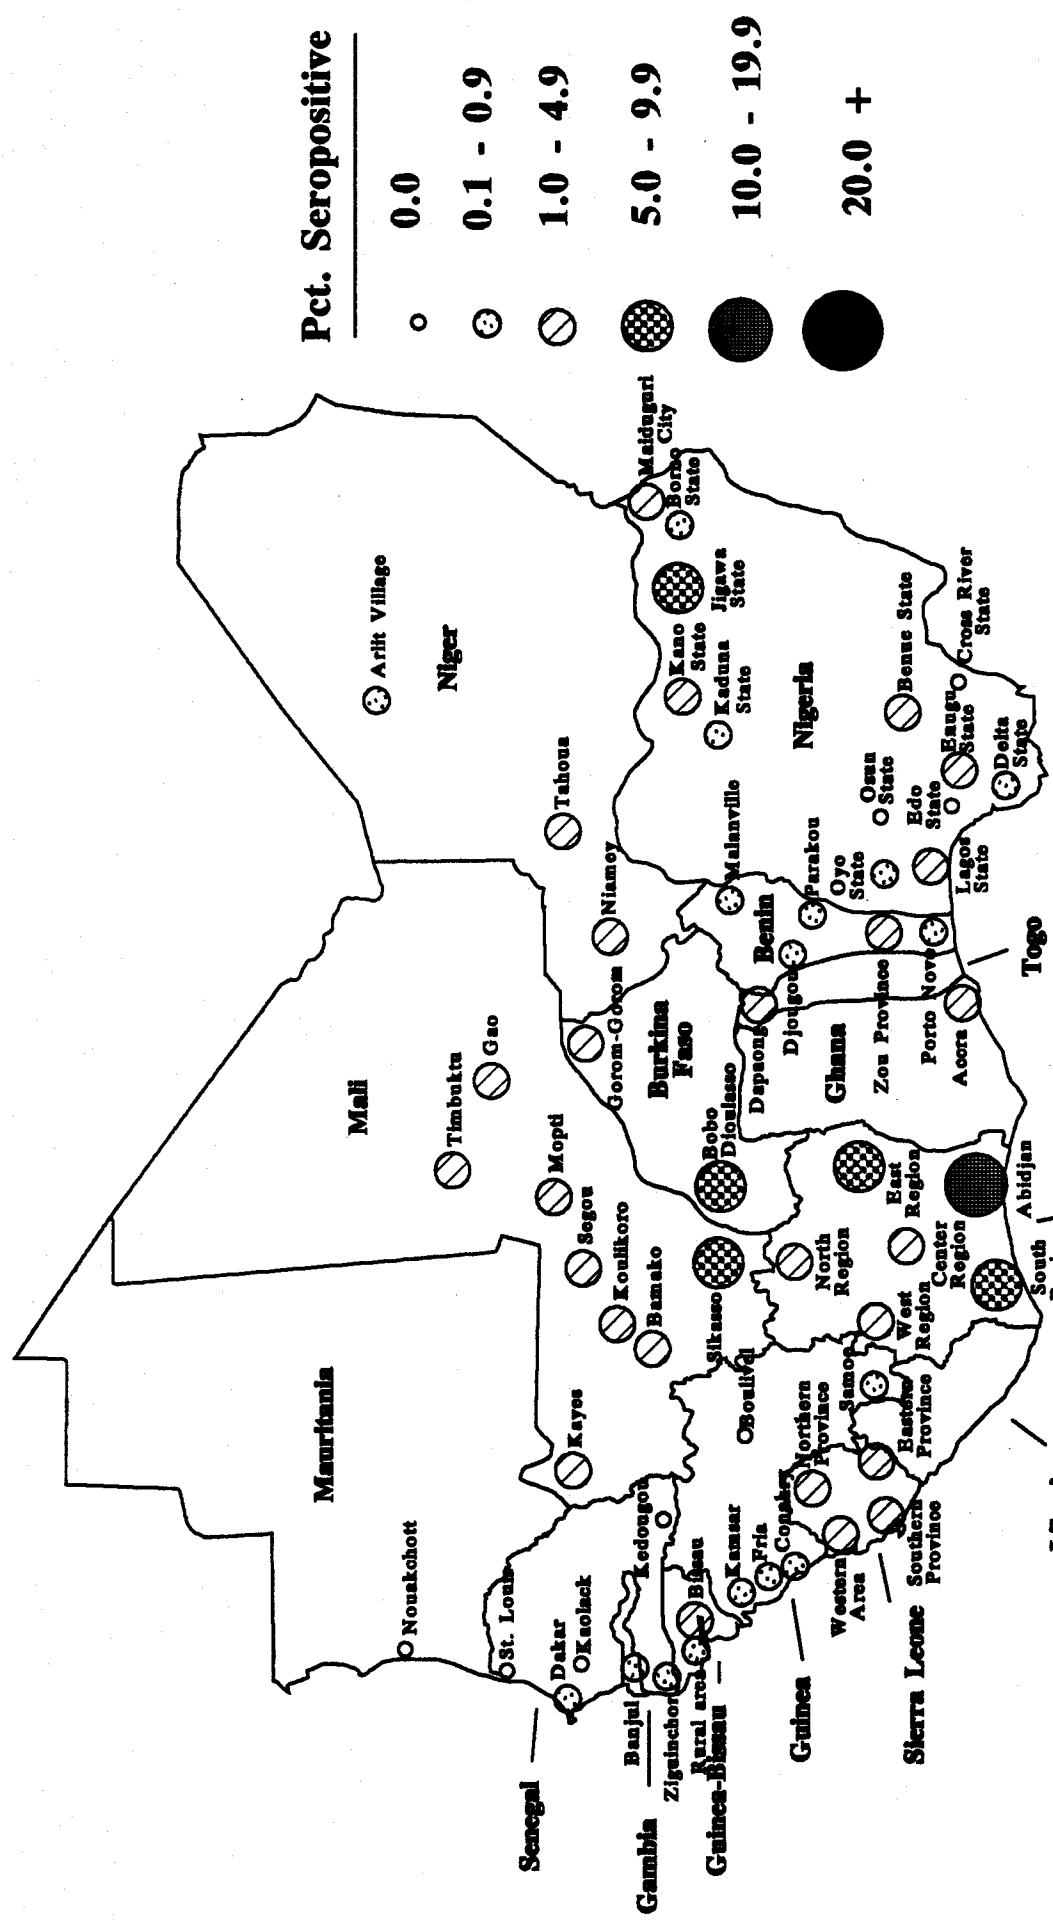 Pct. Seropositive
0.0
0.1 - 0.9
1.0 - 4.9
5.0 - 9.9
10.0 - 19.9
20.0 +
Mauritania
Nouakchott
Mali
Timbuktu
Gao
Mopti
Segou
Koulikoro
Bamako
Kayes
Sikasso
Niger
Arlit Village
Tahoua
Niamey
Senegal
St. Louis
Dakar
Kaolack
Kedougou
Ziguinchor
Gambia
Banjul
Guinea-Bissau
Bissau
Rural area
Guinea
Kamsar
Fria
Conakry
Boulivel
Samoe
Sierra Leone
Northern
Province
Eastern
Province
Southern
Province
Western
Area
Burkina
Faso
Gorom-Gorom
Bobo
Dioulasso
North
Region
East
Region
Center
Region
West
Region
South
Abidjan
Ghana
Accra
Togo
Dapaong
Benin
Malanville
Parakou
Djougou
Zou Province
Porto Novo
Nigeria
Maiduguri
City
Borno
State
Jigawa
State
Kano
State
Kaduna
State
Benue State
Cross River
State
Enugu
State
Delta
State
Edo
State
Osun
State
Oyo
State
Lagos
State